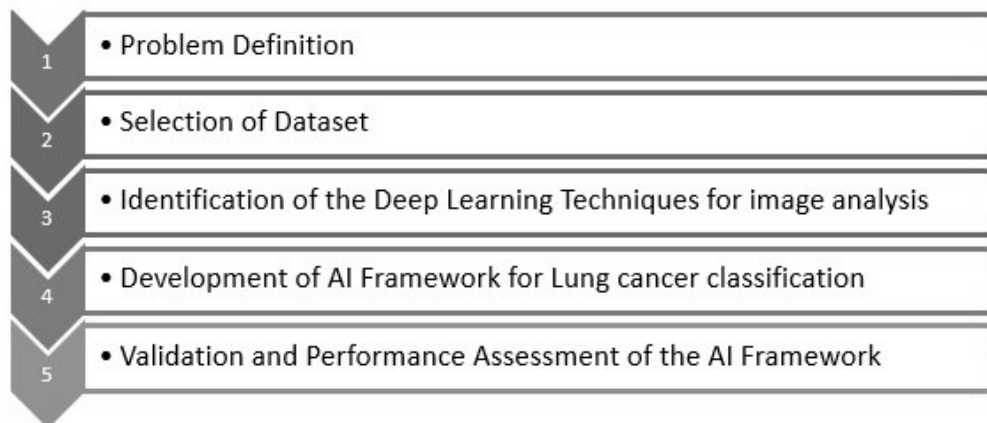 1
• Problem Definition
2
• Selection of Dataset
3
• Identification of the Deep Learning Techniques for image analysis
4
• Development of AI Framework for Lung cancer classification
5
• Validation and Performance Assessment of the AI Framework